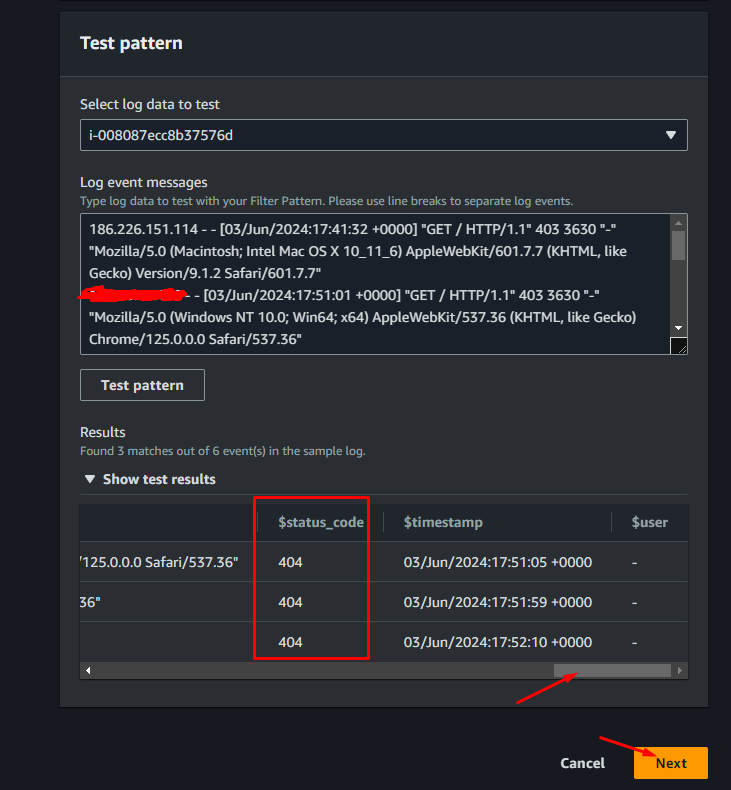 Test pattern
Select log data to test
i-008087ecc8b37576d
Log event messages
Type log data to test with your Filter Pattern. Please use line breaks to separate log events.
186.226.151.114 - - [03/Jun/2024:17:41:32 +0000] "GET / HTTP/1.1" 403 3630 "-"
"Mozilla/5.0 (Macintosh; Intel Mac OS X 10_11_6) AppleWebKit/601.7.7 (KHTML, like
Gecko) Version/9.1.2 Safari/601.7.7"
- - [03/Jun/2024:17:51:01 +0000] "GET / HTTP/1.1" 403 3630 "-"
"Mozilla/5.0 (Windows NT 10.0; Win64; x64) AppleWebKit/537.36 (KHTML, like Gecko)
Chrome/125.0.0.0 Safari/537.36"
Test pattern
Results
Found 3 matches out of 6 event(s) in the sample log.
Show test results
$status_code $timestamp $user
/125.0.0.0 Safari/537.36" 404 03/Jun/2024:17:51:05 +0000 -
36" 404 03/Jun/2024:17:51:59 +0000 -
404 03/Jun/2024:17:52:10 +0000 -
Cancel Next